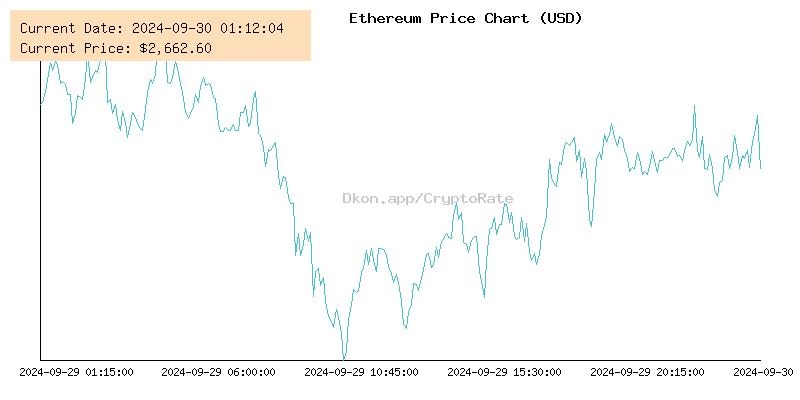 Ethereum Price Chart (USD)
Current Date: 2024-09-30 01:12:04
Current Price: $2,662.60
Dkon.app/CryptoRate
2024-09-29 01:15:00 2024-09-29 06:00:00 2024-09-29 10:45:00 2024-09-29 15:30:00 2024-09-29 20:15:00 2024-09-30